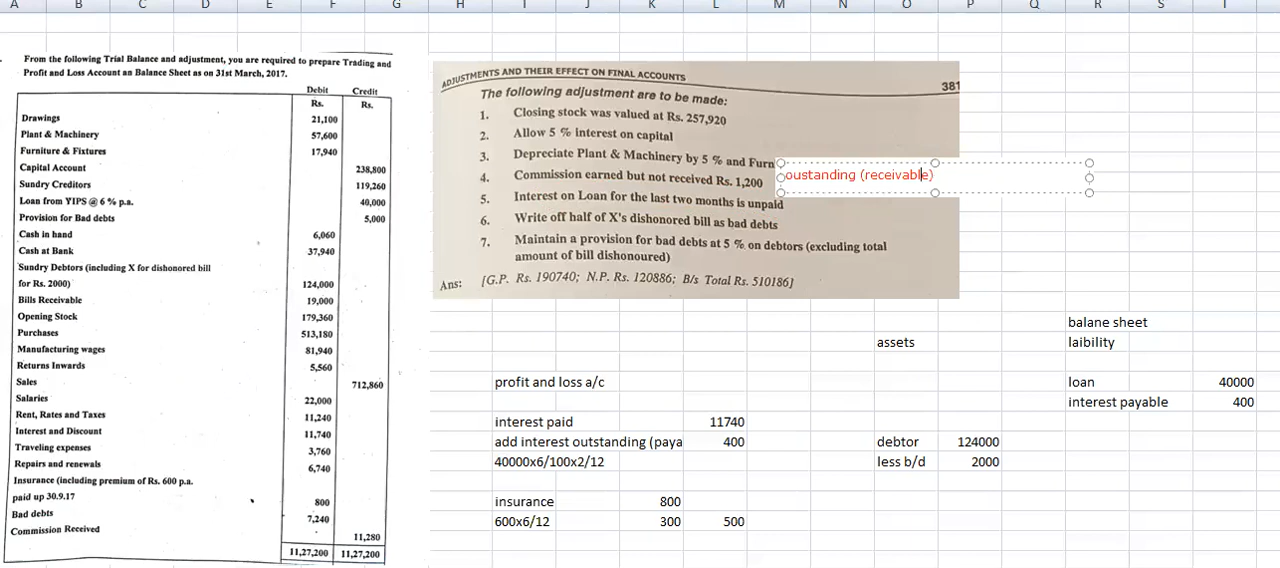 A B C D E F G H I J K L M N O P Q R S T
From the following Trial Balance and adjustment, you are required to prepare Trading and
Profit and Loss Account an Balance Sheet as on 31st March, 2017.
Debit Credit
Rs. Rs.
Drawings 21,100
Plant & Machinery 57,600
Furniture & Fixtures 17,940
Capital Account 238,800
Sundry Creditors 119,260
Loan from YIPS @ 6 % p.a. 40,000
Provision for Bad debts 5,000
Cash in hand 6,060
Cash at Bank 37,940
Sundry Debtors (including X for dishonored bill
for Rs. 2000) 124,000
Bills Receivable 19,000
Opening Stock 179,360
Purchases 513,180
Manufacturing wages 81,940
Returns Inwards 5,560
Sales 712,860
Salaries 22,000
Rent, Rates and Taxes 11,240
Interest and Discount 11,740
Traveling expenses 3,760
Repairs and renewals 6,740
Insurance (including premium of Rs. 600 p.a.
paid up 30.9.17 800
Bad debts 7,240
Commission Received 11,280
11,27,200 11,27,200
ADJUSTMENTS AND THEIR EFFECT ON FINAL ACCOUNTS 381
The following adjustment are to be made:
1. Closing stock was valued at Rs. 257,920
2. Allow 5 % interest on capital
3. Depreciate Plant & Machinery by 5 % and Furn
4. Commission earned but not received Rs. 1,200
oustanding (receivable)
5. Interest on Loan for the last two months is unpaid
6. Write off half of X's dishonored bill as bad debts
7. Maintain a provision for bad debts at 5 % on debtors (excluding total
amount of bill dishonoured)
Ans: [G.P. Rs. 190740; N.P. Rs. 120886; B/s Total Rs. 510186]
balane sheet
assets laibility
profit and loss a/c loan 40000
interest payable 400
interest paid 11740
add interest outstanding (paya 400 debtor 124000
40000x6/100x2/12 less b/d 2000
insurance 800
600x6/12 300 500